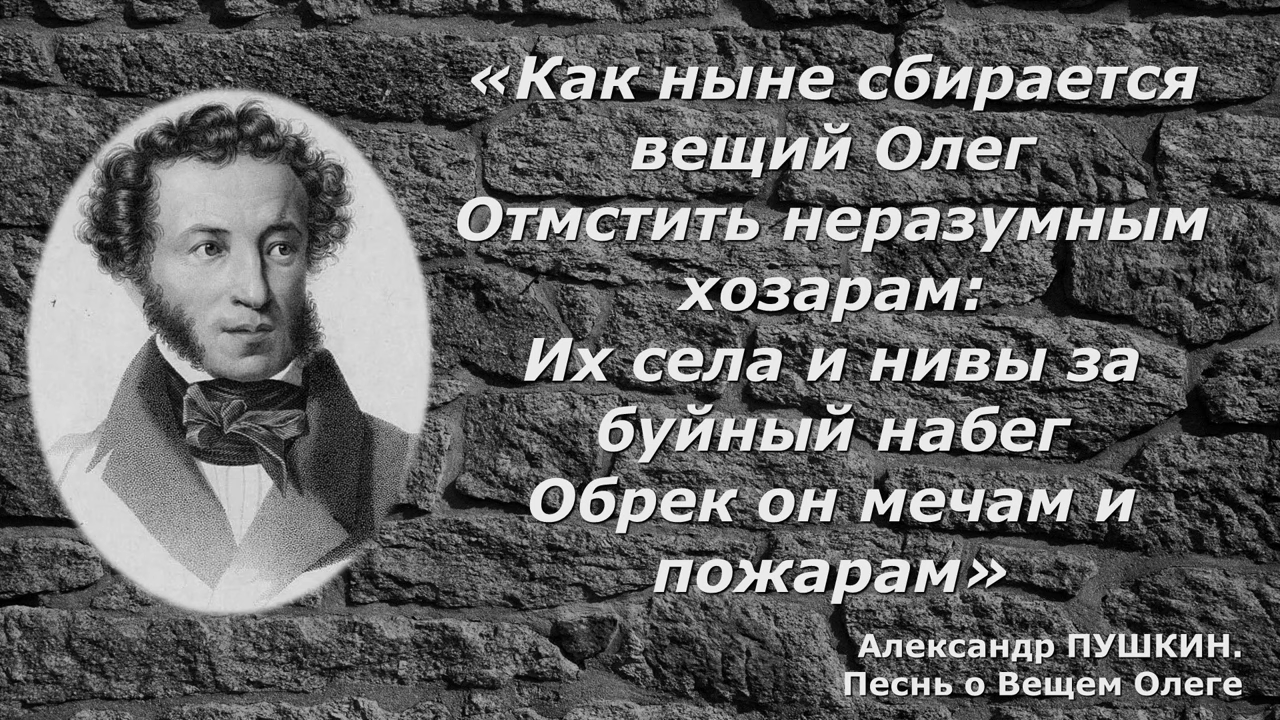 «Как ныне сбирается
вещий Олег
Отмстить неразумным
хозарам:
Их села и нивы за
буйный набег
Обрек он мечам и
пожарам»
Александр ПУШКИН.
Песнь о Вещем Олеге